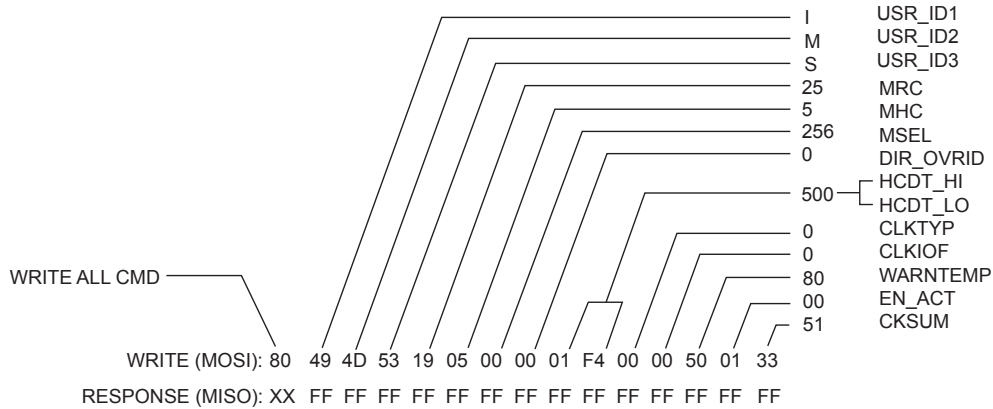 I USR_ID1
M USR_ID2
S USR_ID3
25 MRC
5 MHC
256 MSEL
0 DIR_OVRID
500 HCDT_HI
HCDT_LO
0 CLKTYP
0 CLKIOF
80 WARNTEMP
00 EN_ACT
51 CKSUM
WRITE ALL CMD
WRITE (MOSI): 80 49 4D 53 19 05 00 00 01 F4 00 00 50 01 33
RESPONSE (MISO): XX FF FF FF FF FF FF FF FF FF FF FF FF FF FF